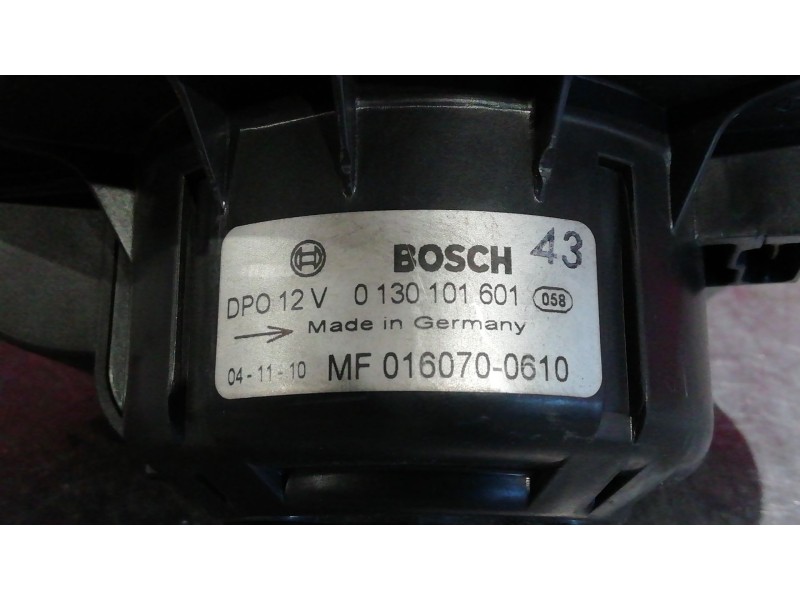 BOSCH 43
DPO 12 V 0 130 101 601 058
Made in Germany
04-11-10 MF 016070-0610